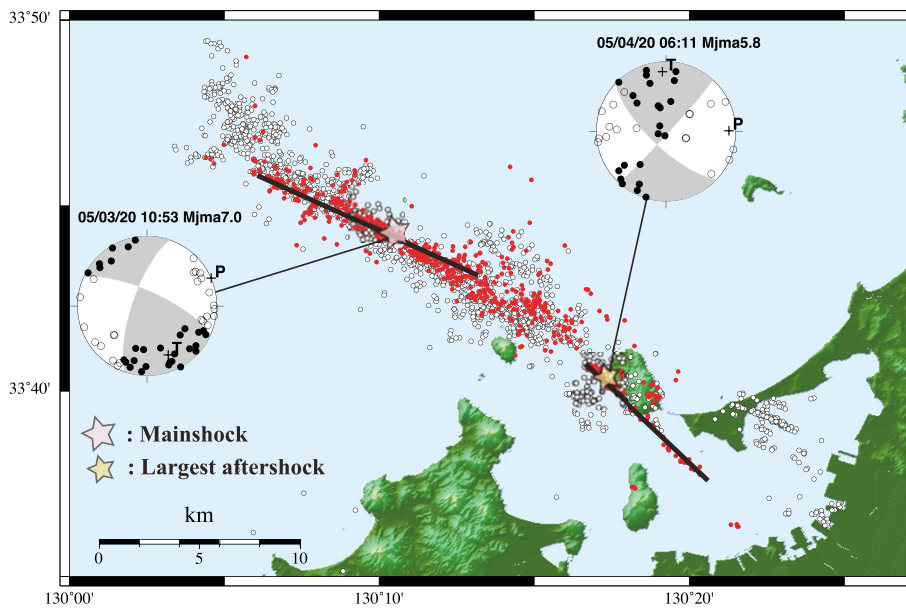 33°50'
05/04/20 06:11 Mjma5.8
T
P
05/03/20 10:53 Mjma7.0
P
T
33°40'
: Mainshock
: Largest aftershock
km
0 5 10
130°00' 130°10' 130°20'